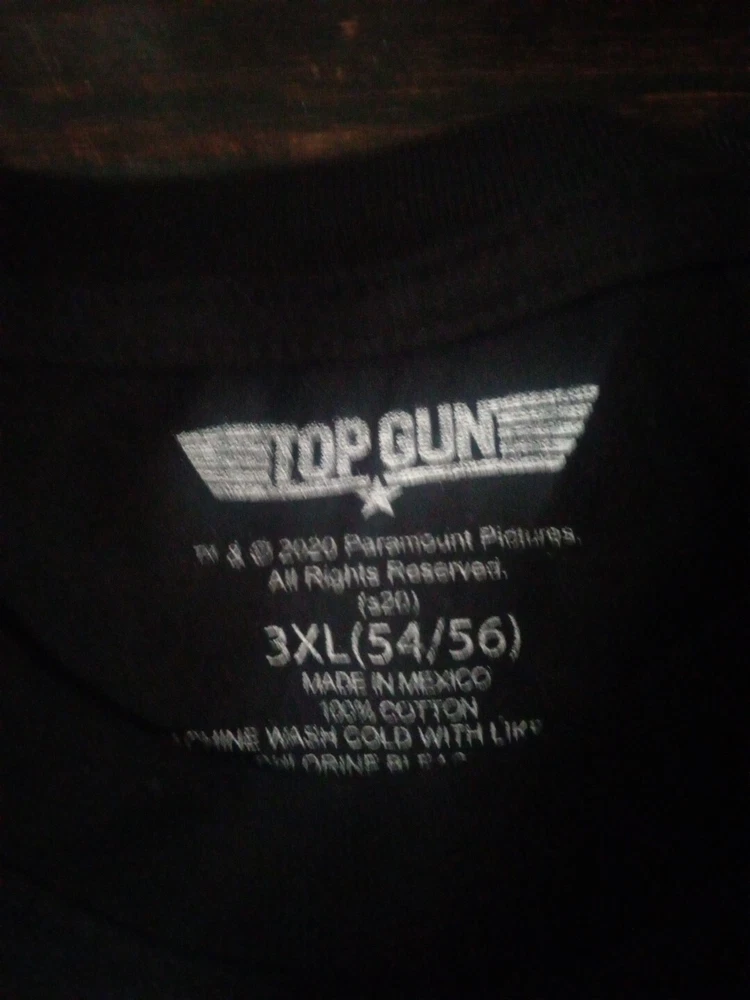 TOP GUN
™ & © 2020 Paramount Pictures.
All Rights Reserved.
(s20)
3XL(54/56)
MADE IN MEXICO
100% COTTON
WASH COLD WITH